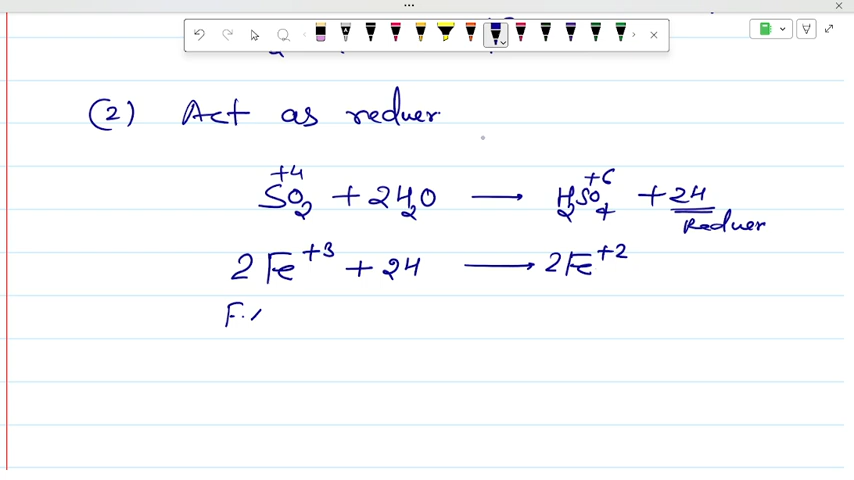 (2) Act as reducer
+4 +6
SO2 + 2H2O → H2SO4 + 2H
Reducer
2Fe+3 + 2H → 2Fe+2
F.